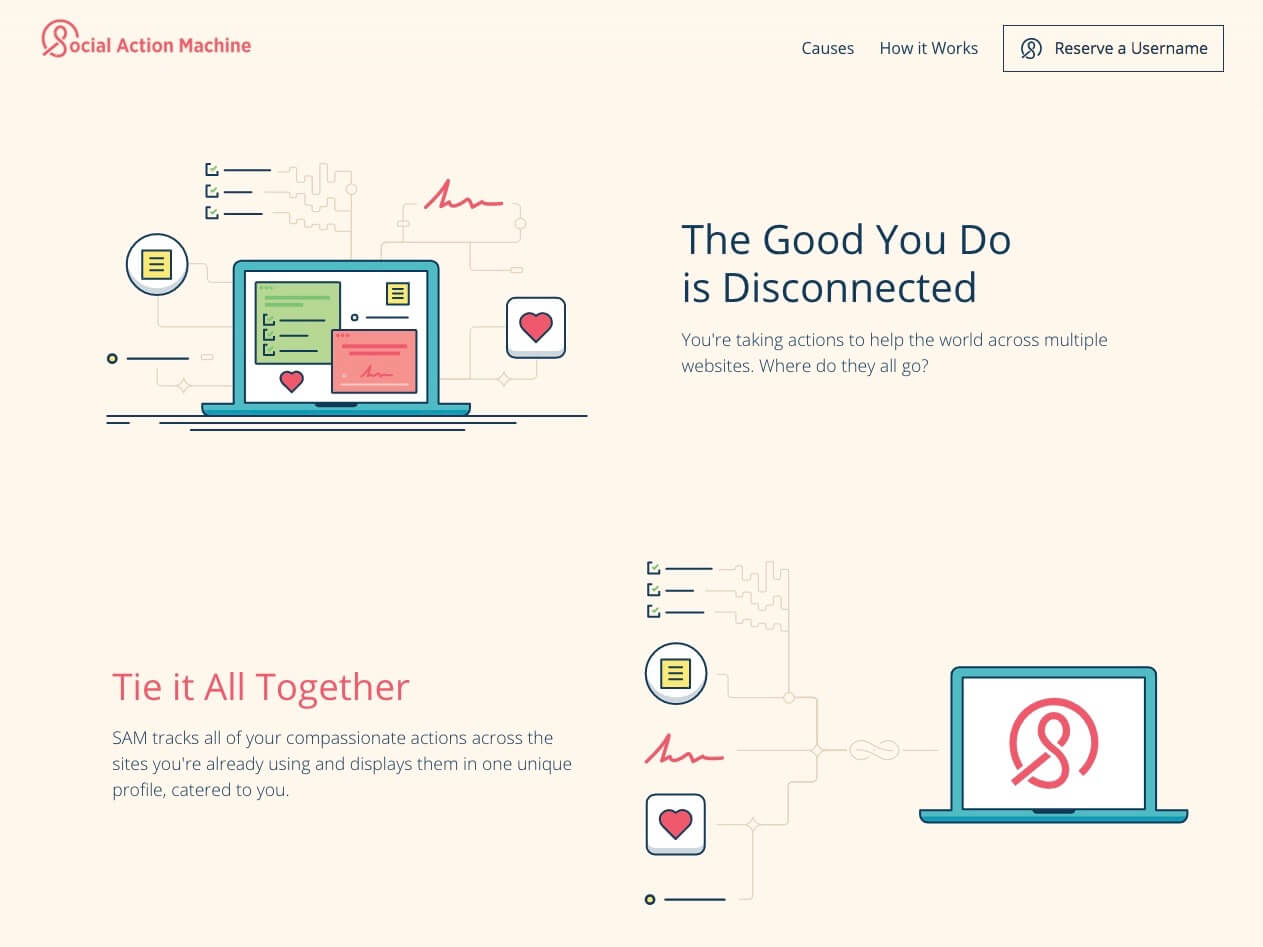 Social Action Machine
Causes
How it Works
Reserve a Username
The Good You Do
is Disconnected
You're taking actions to help the world across multiple
websites. Where do they all go?
Tie it All Together
SAM tracks all of your compassionate actions across the
sites you're already using and displays them in one unique
profile, catered to you.